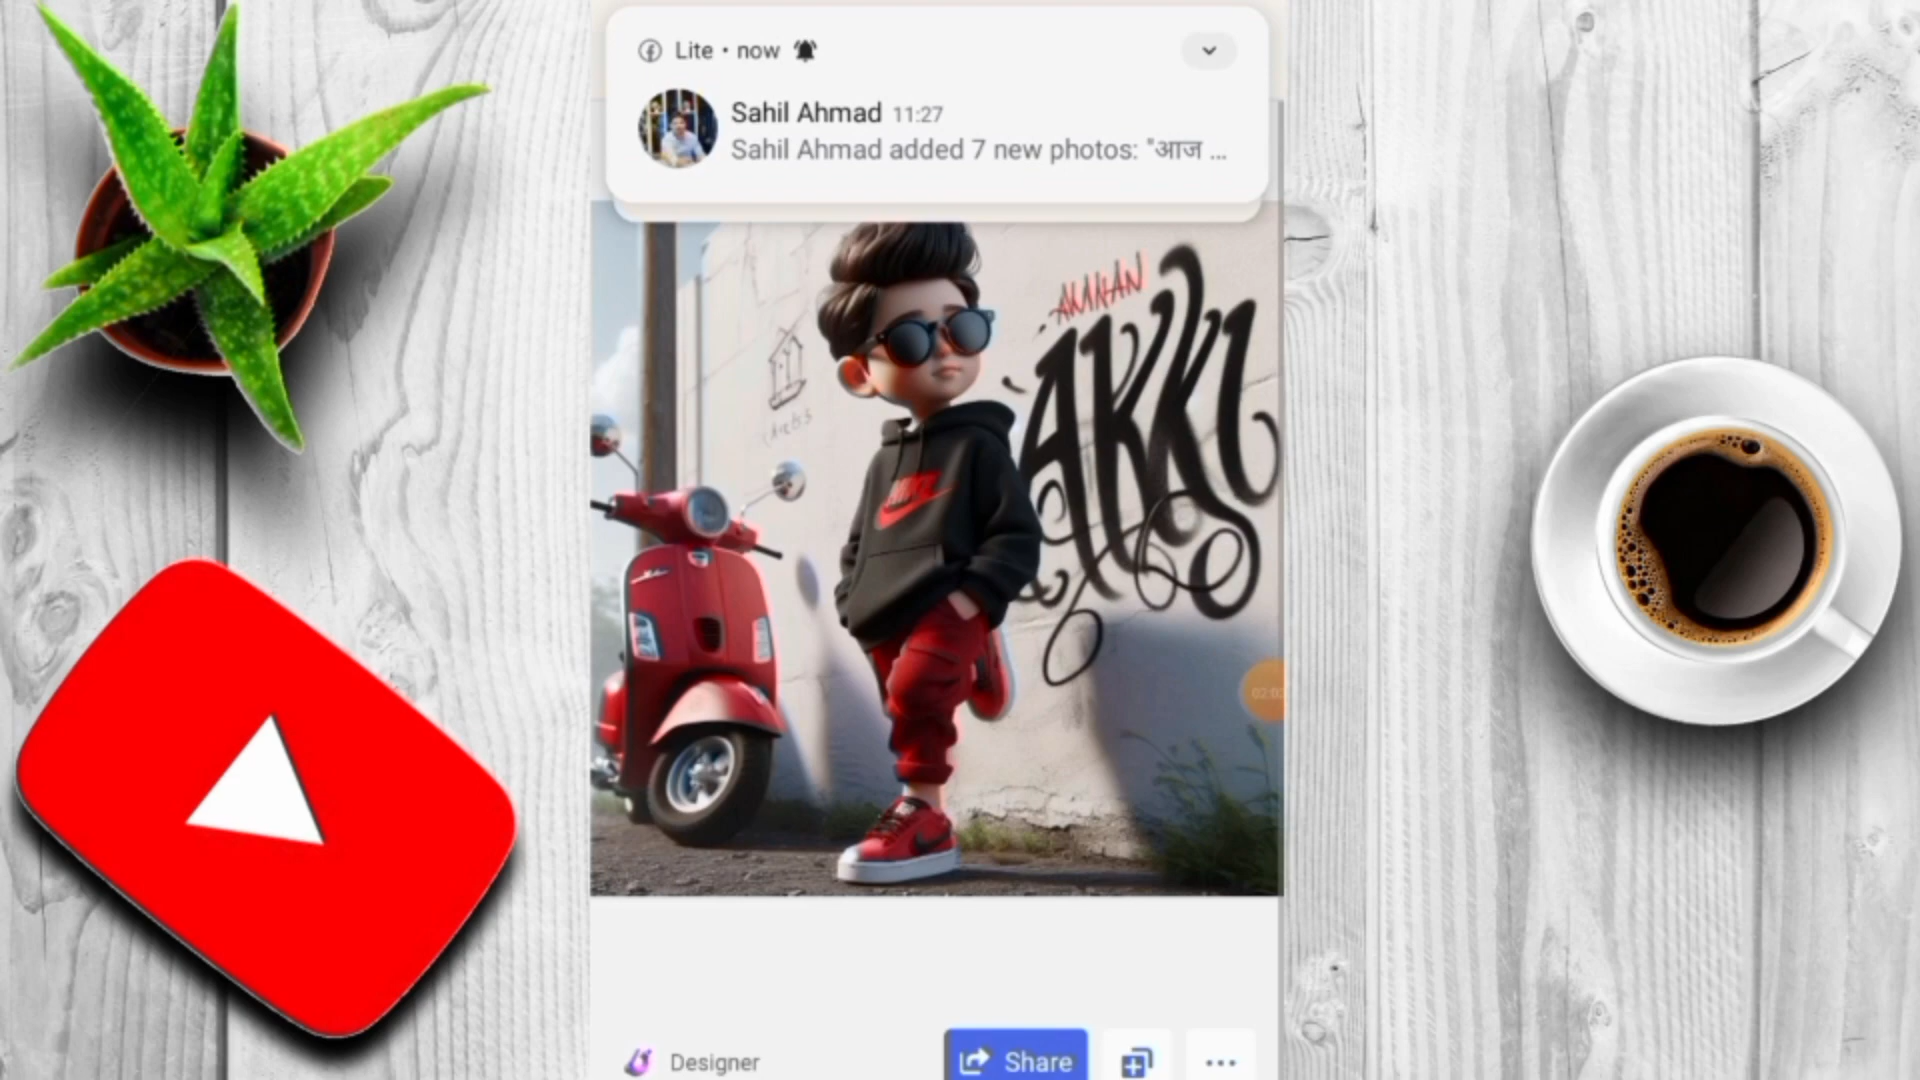 Lite • now
Sahil Ahmad 11:27
Sahil Ahmad added 7 new photos: "आज ...
AKKI
Designer
Share